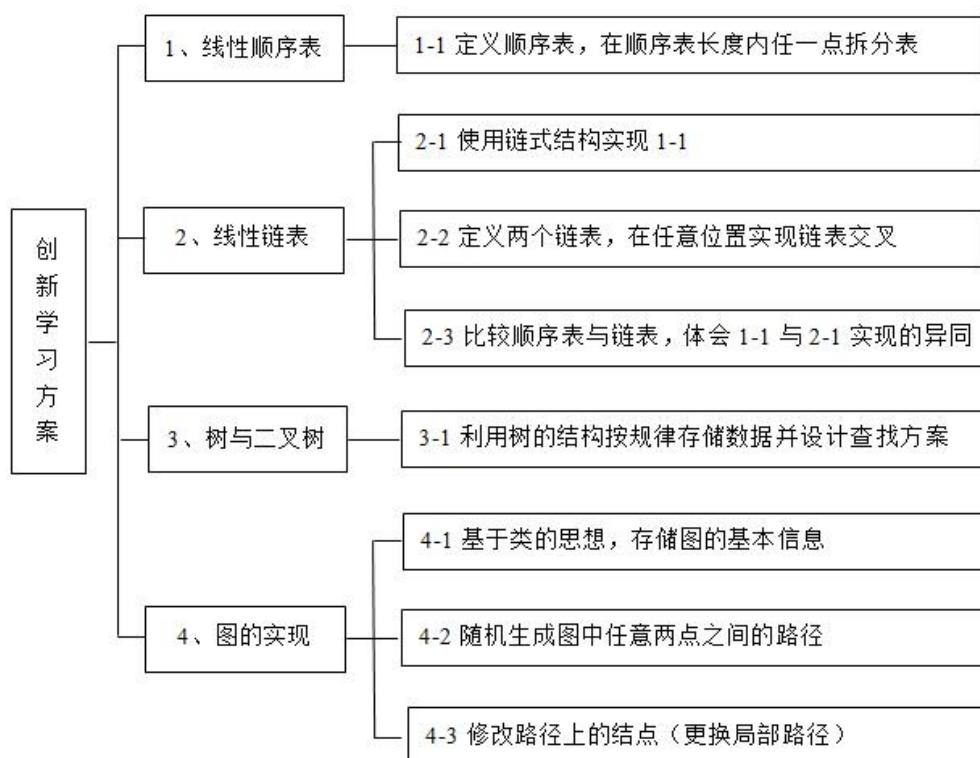 创新学习方案
1、线性顺序表
1-1 定义顺序表，在顺序表长度内任一点拆分表
2、线性链表
2-1 使用链式结构实现 1-1
2-2 定义两个链表，在任意位置实现链表交叉
2-3 比较顺序表与链表，体会 1-1 与 2-1 实现的异同
3、树与二叉树
3-1 利用树的结构按规律存储数据并设计查找方案
4、图的实现
4-1 基于类的思想，存储图的基本信息
4-2 随机生成图中任意两点之间的路径
4-3 修改路径上的结点（更换局部路径）